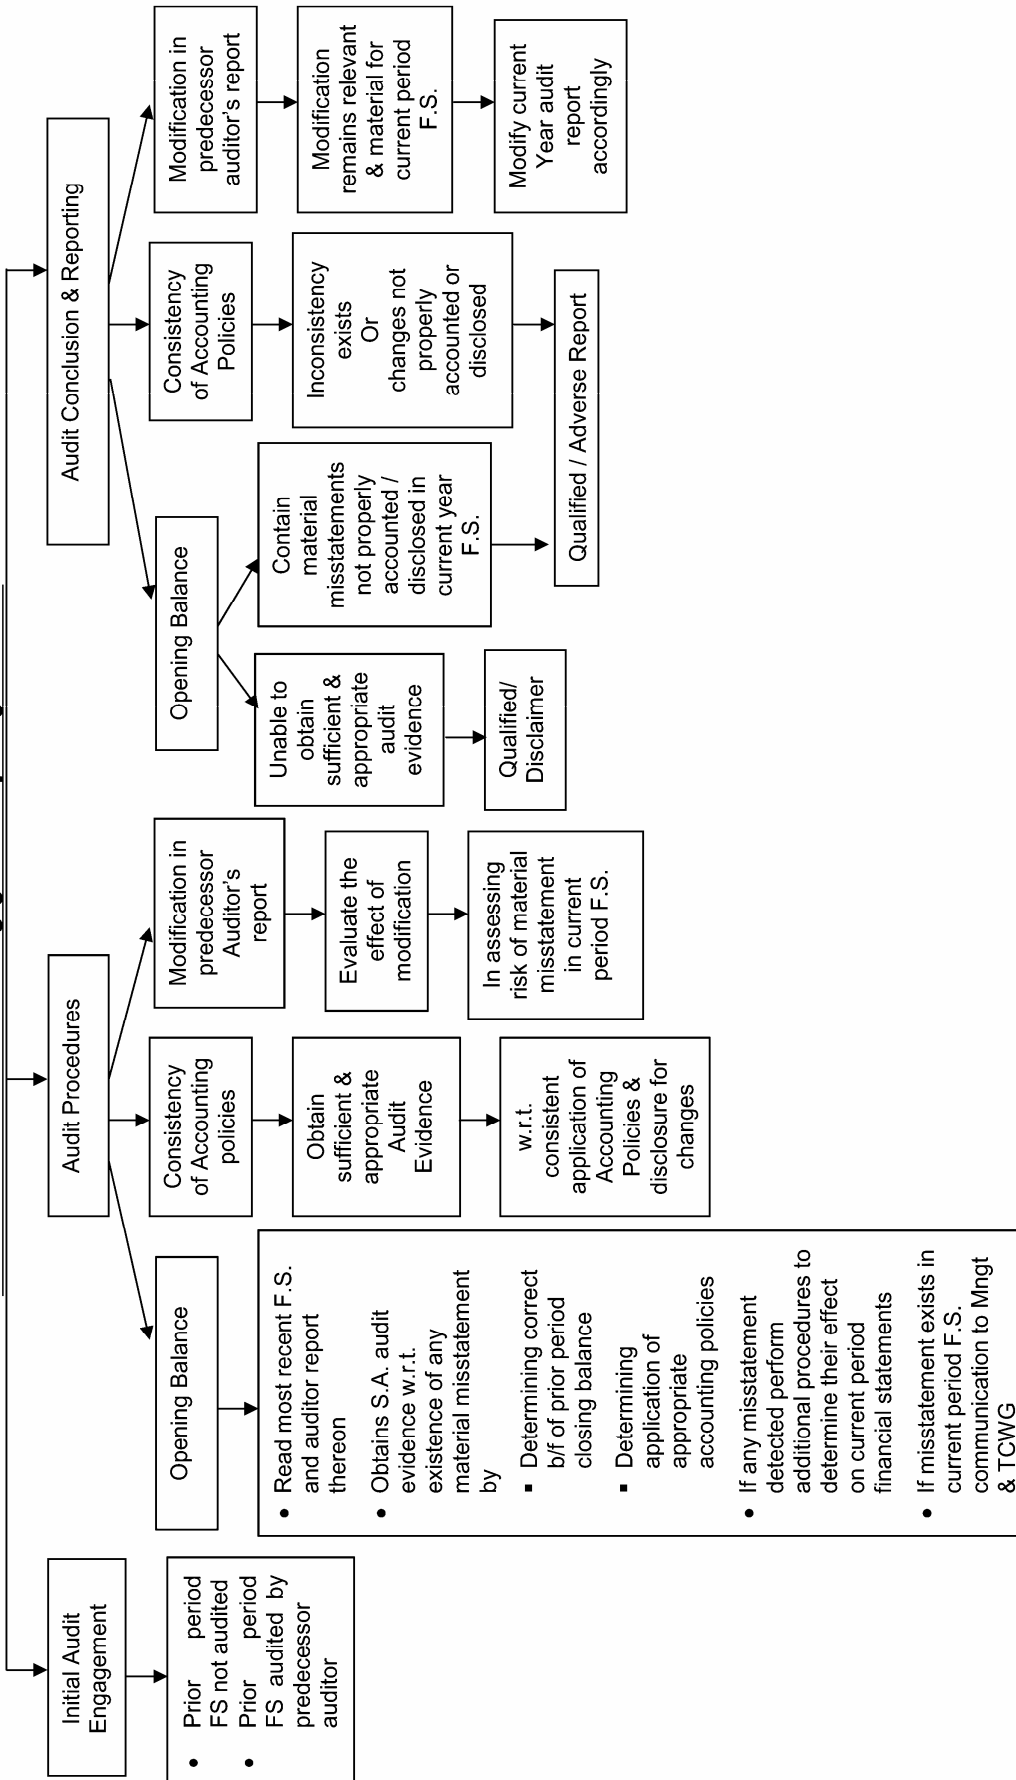 Initial Audit
Engagement
• Prior period
FS not audited
• Prior period
FS audited by
predecessor
auditor
Audit Procedures
Opening Balance
• Read most recent F.S.
and auditor report
thereon
• Obtains S.A. audit
evidence w.r.t.
existence of any
material misstatement
by
▪ Determining correct
b/f of prior period
closing balance
▪ Determining
application of
appropriate
accounting policies
• If any misstatement
detected perform
additional procedures to
determine their effect
on current period
financial statements
• If misstatement exists in
current period F.S.
communication to Mngt
& TCWG
Consistency
of Accounting
policies
Obtain
sufficient &
appropriate
Audit
Evidence
w.r.t.
consistent
application of
Accounting
Policies &
disclosure for
changes
Modification in
predecessor
Auditor's
report
Evaluate the
effect of
modification
In assessing
risk of material
misstatement
in current
period F.S.
Audit Conclusion & Reporting
Opening Balance
Unable to
obtain
sufficient &
appropriate
audit
evidence
Qualified/
Disclaimer
Contain
material
misstatements
not properly
accounted /
disclosed in
current year
F.S.
Consistency
of Accounting
Policies
Inconsistency
exists
Or
changes not
properly
accounted or
disclosed
Qualified / Adverse Report
Modification in
predecessor
auditor's report
Modification
remains relevant
& material for
current period
F.S.
Modify current
Year audit
report
accordingly